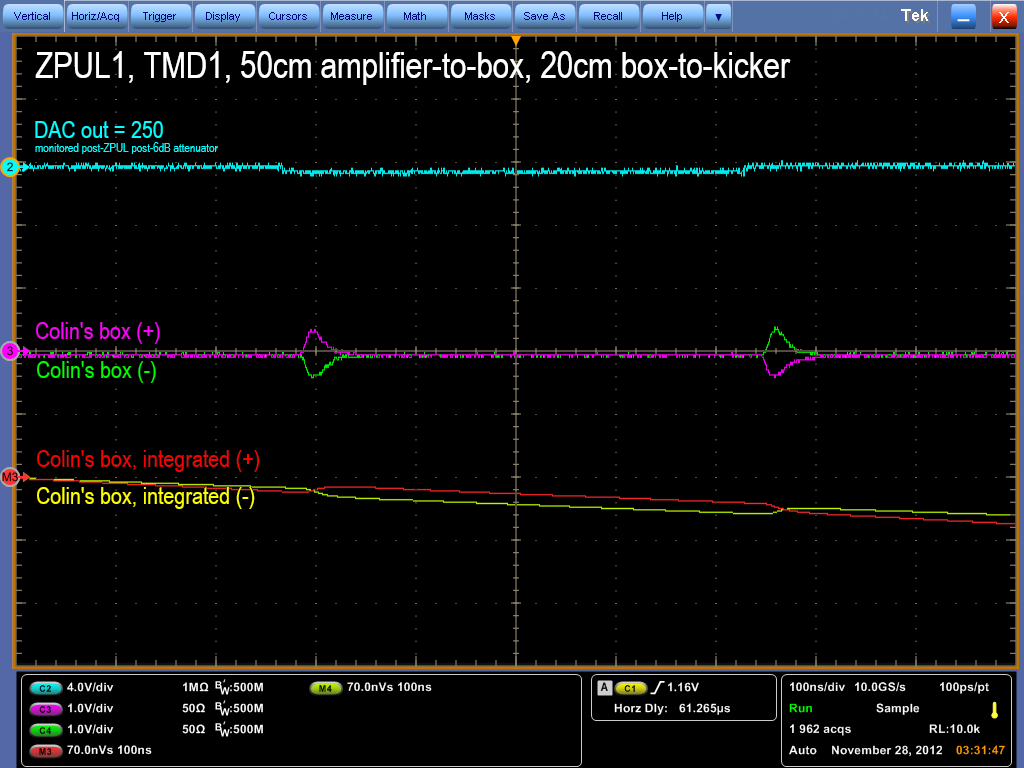 Vertical Horiz/Acq Trigger Display Cursors Measure Math Masks Save As Recall Help Tek X
ZPUL1, TMD1, 50cm amplifier-to-box, 20cm box-to-kicker
DAC out = 250
monitored post-ZPUL post-6dB attenuator
2
Colin's box (+)
3
Colin's box (-)
Colin's box, integrated (+)
M3
Colin's box, integrated (-)
C2 4.0V/div 1MΩ BW:500M M4 70.0nVs 100ns
C3 1.0V/div 50Ω BW:500M
C4 1.0V/div 50Ω BW:500M
M3 70.0nVs 100ns
A C1 1.16V
Horz Dly: 61.265µs
100ns/div 10.0GS/s 100ps/pt
Run Sample
1 962 acqs RL:10.0k
Auto November 28, 2012 03:31:47